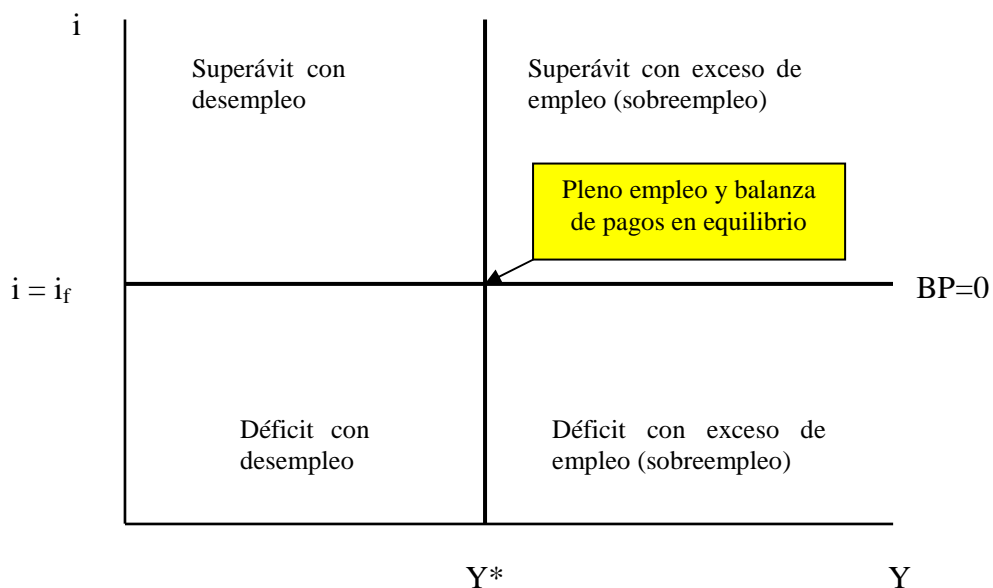 i
Superávit con
desempleo
Superávit con exceso de
empleo (sobreempleo)
Pleno empleo y balanza
de pagos en equilibrio
i = if
BP=0
Déficit con
desempleo
Déficit con exceso de
empleo (sobreempleo)
Y*
Y